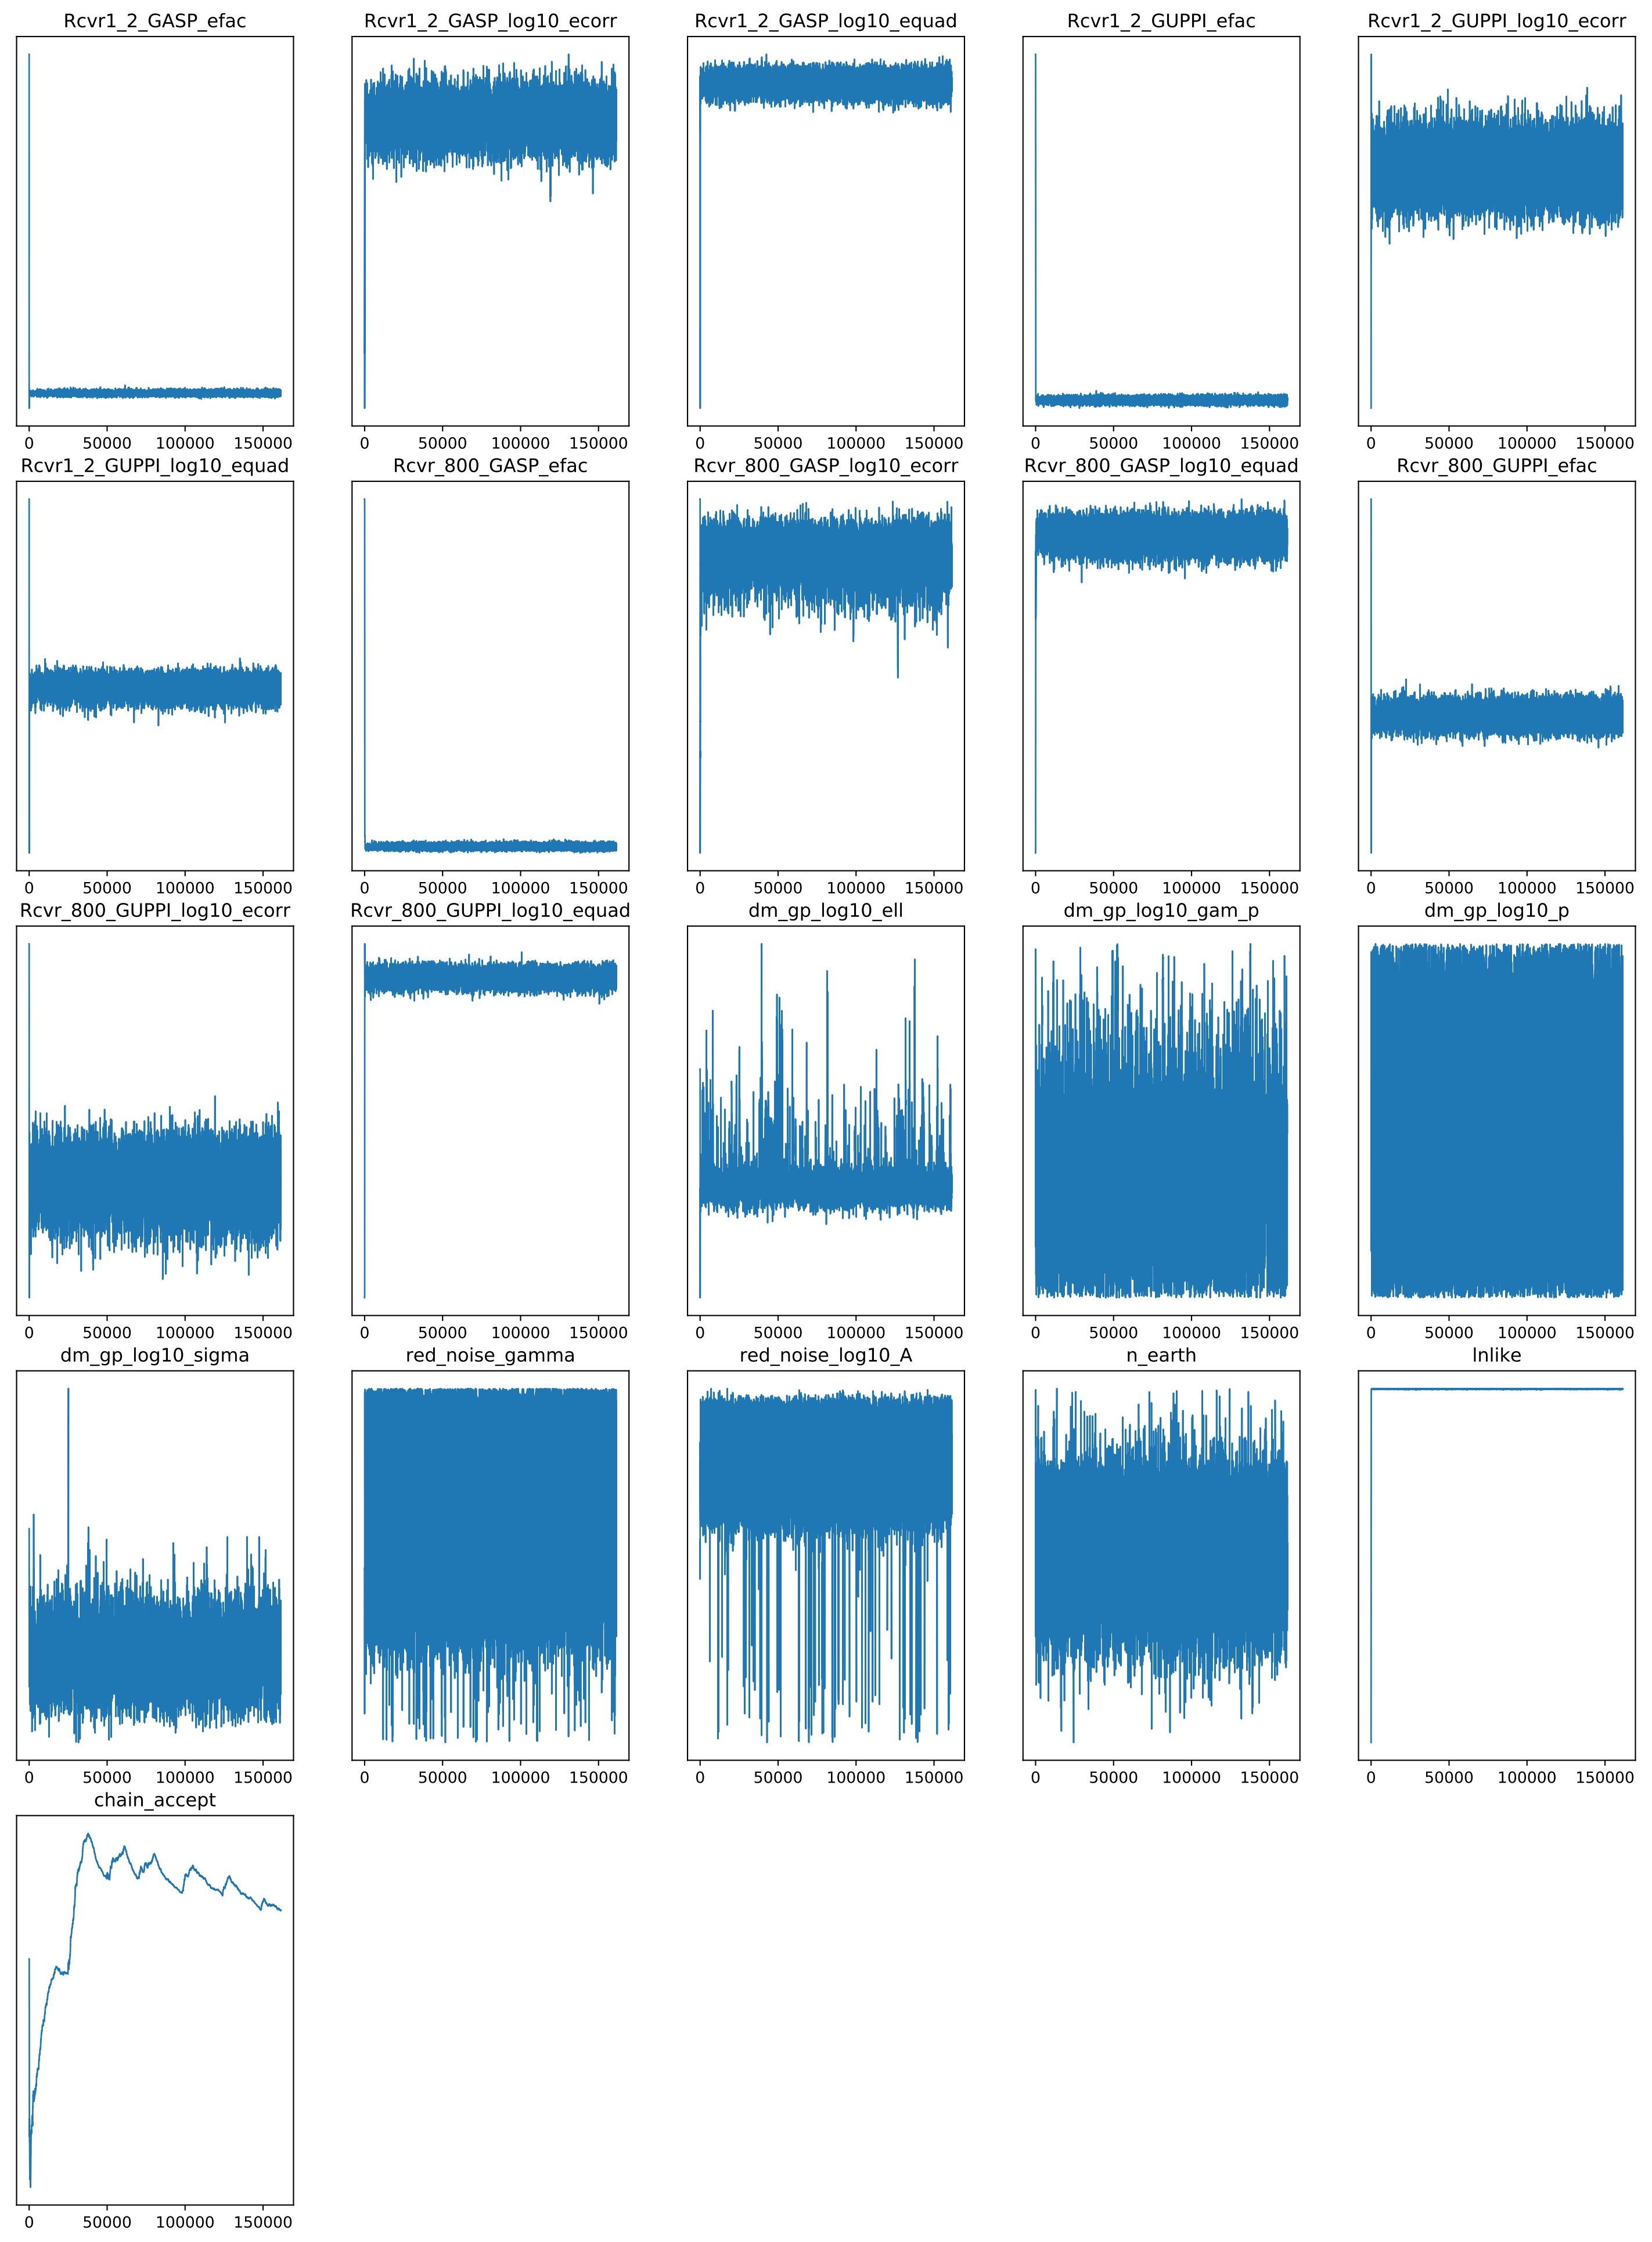 Rcvr1_2_GASP_efac Rcvr1_2_GASP_log10_ecorr Rcvr1_2_GASP_log10_equad Rcvr1_2_GUPPI_efac Rcvr1_2_GUPPI_log10_ecorr
0 50000 100000 150000 0 50000 100000 150000 0 50000 100000 150000 0 50000 100000 150000 0 50000 100000 150000
Rcvr1_2_GUPPI_log10_equad Rcvr_800_GASP_efac Rcvr_800_GASP_log10_ecorr Rcvr_800_GASP_log10_equad Rcvr_800_GUPPI_efac
0 50000 100000 150000 0 50000 100000 150000 0 50000 100000 150000 0 50000 100000 150000 0 50000 100000 150000
Rcvr_800_GUPPI_log10_ecorr Rcvr_800_GUPPI_log10_equad dm_gp_log10_ell dm_gp_log10_gam_p dm_gp_log10_p
0 50000 100000 150000 0 50000 100000 150000 0 50000 100000 150000 0 50000 100000 150000 0 50000 100000 150000
dm_gp_log10_sigma red_noise_gamma red_noise_log10_A n_earth lnlike
0 50000 100000 150000 0 50000 100000 150000 0 50000 100000 150000 0 50000 100000 150000 0 50000 100000 150000
chain_accept
0 50000 100000 150000